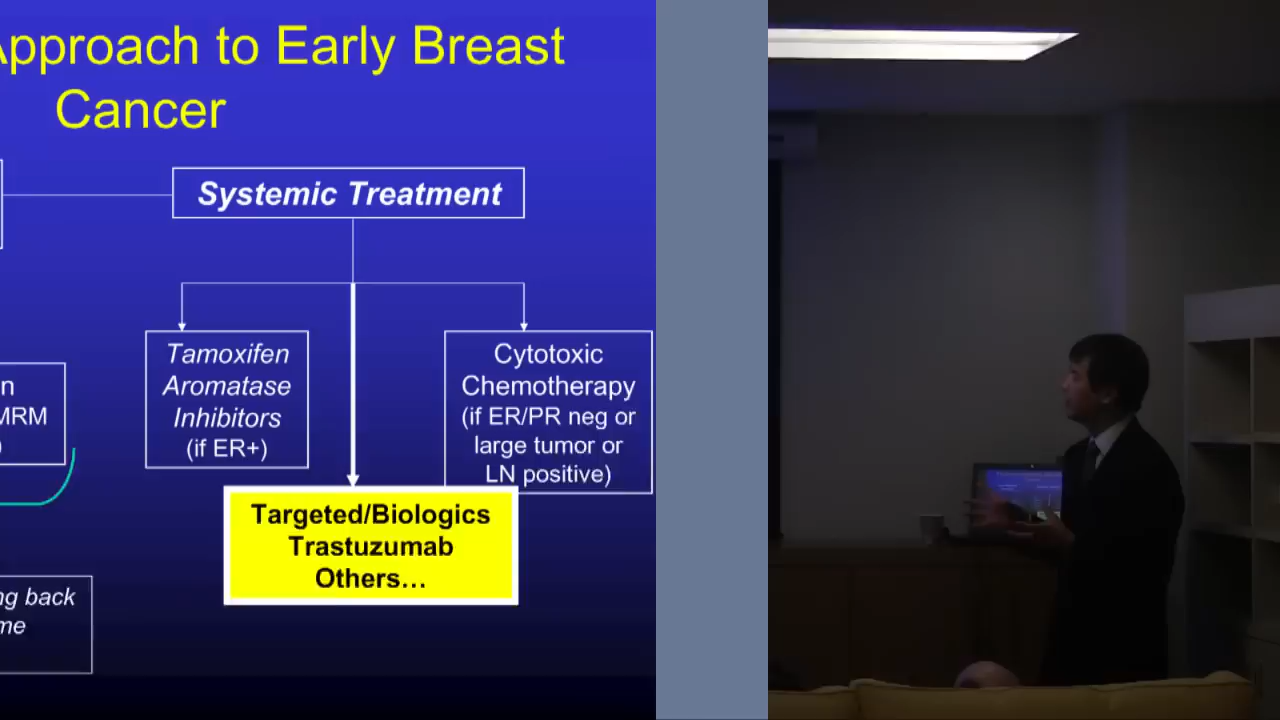 Approach to Early Breast
Cancer
Systemic Treatment
Tamoxifen
Aromatase
Inhibitors
(if ER+)
Cytotoxic
Chemotherapy
(if ER/PR neg or
large tumor or
LN positive)
n
MRM
)
Targeted/Biologics
Trastuzumab
Others…
ng back
me